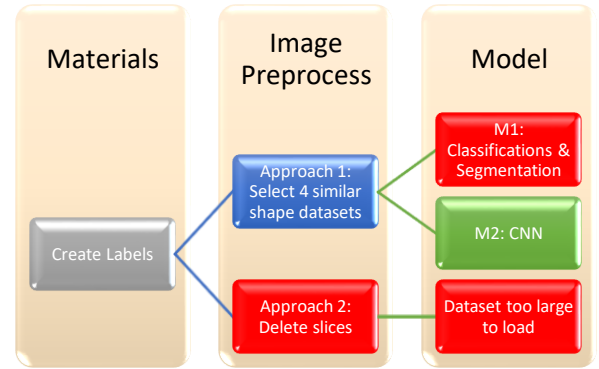 Materials
Image
Preprocess
Model
Create Labels
Approach 1:
Select 4 similar
shape datasets
Approach 2:
Delete slices
M1:
Classifications &
Segmentation
M2: CNN
Dataset too large
to load